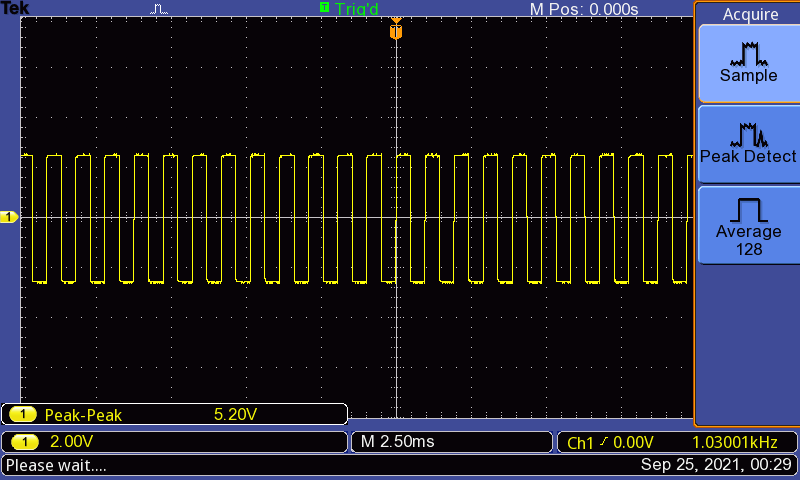 Tek
T Trig'd
M Pos: 0.000s
Acquire
T
Sample
Peak Detect
1
Average
128
1 Peak-Peak 5.20V
1 2.00V
M 2.50ms
Ch1 0.00V 1.03001kHz
Please wait....
Sep 25, 2021, 00:29